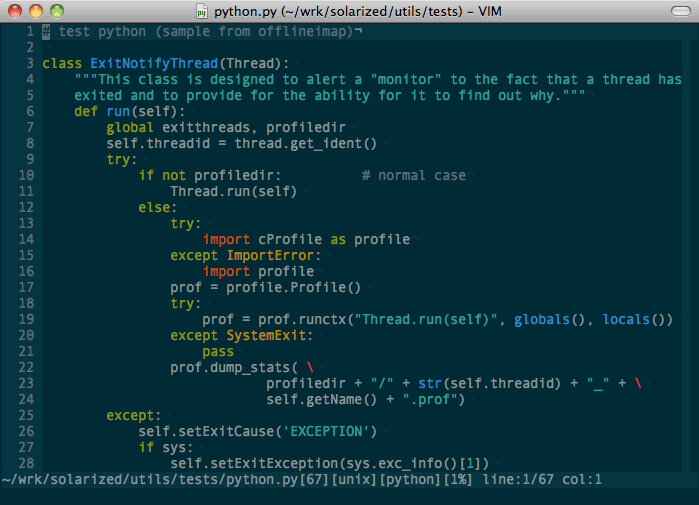 python.py (~/wrk/solarized/utils/tests) – VIM
1 # test python (sample from offlineimap)¬
2 ¬
3 class ExitNotifyThread(Thread):¬
4     """This class is designed to alert a "monitor" to the fact that a thread has
5     exited and to provide for the ability for it to find out why."""¬
6     def run(self):¬
7         global exitthreads, profiledir¬
8         self.threadid = thread.get_ident()¬
9         try:¬
10             if not profiledir:          # normal case¬
11                 Thread.run(self)¬
12             else:¬
13                 try:¬
14                     import cProfile as profile¬
15                 except ImportError:¬
16                     import profile¬
17                 prof = profile.Profile()¬
18                 try:¬
19                     prof = prof.runctx("Thread.run(self)", globals(), locals())¬
20                 except SystemExit:¬
21                     pass¬
22                 prof.dump_stats( \¬
23                             profiledir + "/" + str(self.threadid) + "_" + \¬
24                             self.getName() + ".prof")¬
25         except:¬
26             self.setExitCause('EXCEPTION')¬
27             if sys:¬
28                 self.setExitException(sys.exc_info()[1])¬
~/wrk/solarized/utils/tests/python.py[67][unix][python][1%] line:1/67 col:1